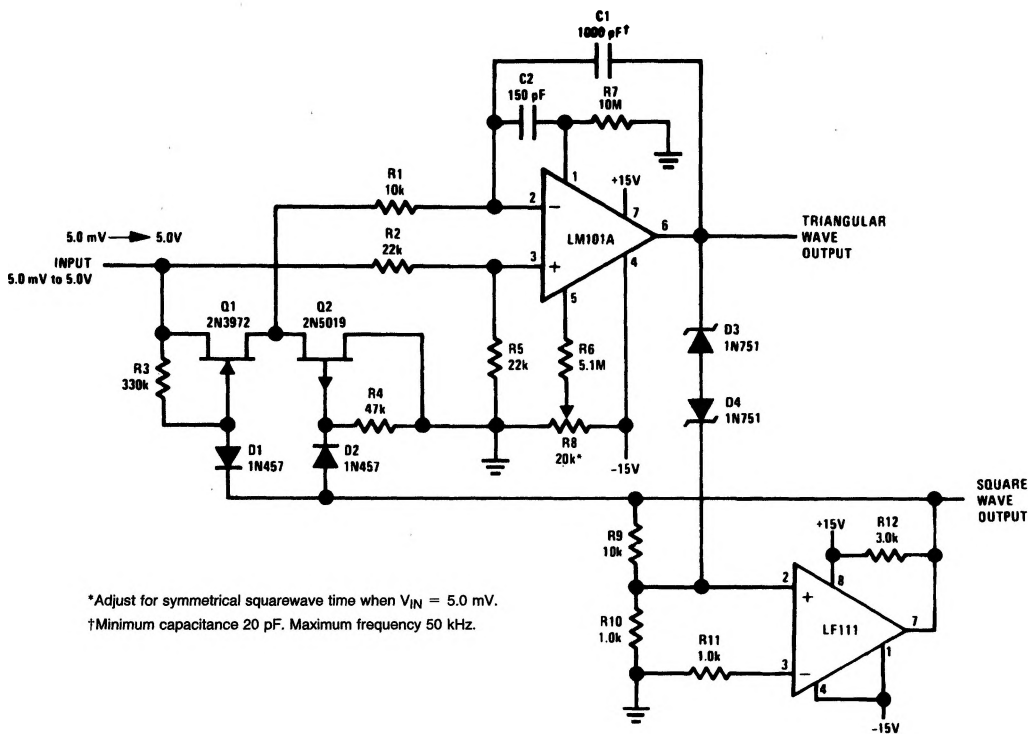 C1
1000 pF†
C2
150 pF
R7
10M
R1
10k
1
+15V
2
−
7
6
LM101A
TRIANGULAR
WAVE
OUTPUT
5.0 mV → 5.0V
INPUT
5.0 mV to 5.0V
R2
22k
3
+
4
5
Q1
2N3972
Q2
2N5019
R3
330k
R5
22k
R6
5.1M
D3
1N751
R4
47k
D4
1N751
D1
1N457
D2
1N457
R8
20k*
−15V
SQUARE
WAVE
OUTPUT
+15V
R12
3.0k
R9
10k
2
+
8
R10
1.0k
R11
1.0k
LF111
7
3
−
4
1
−15V
*Adjust for symmetrical squarewave time when VIN = 5.0 mV.
†Minimum capacitance 20 pF. Maximum frequency 50 kHz.